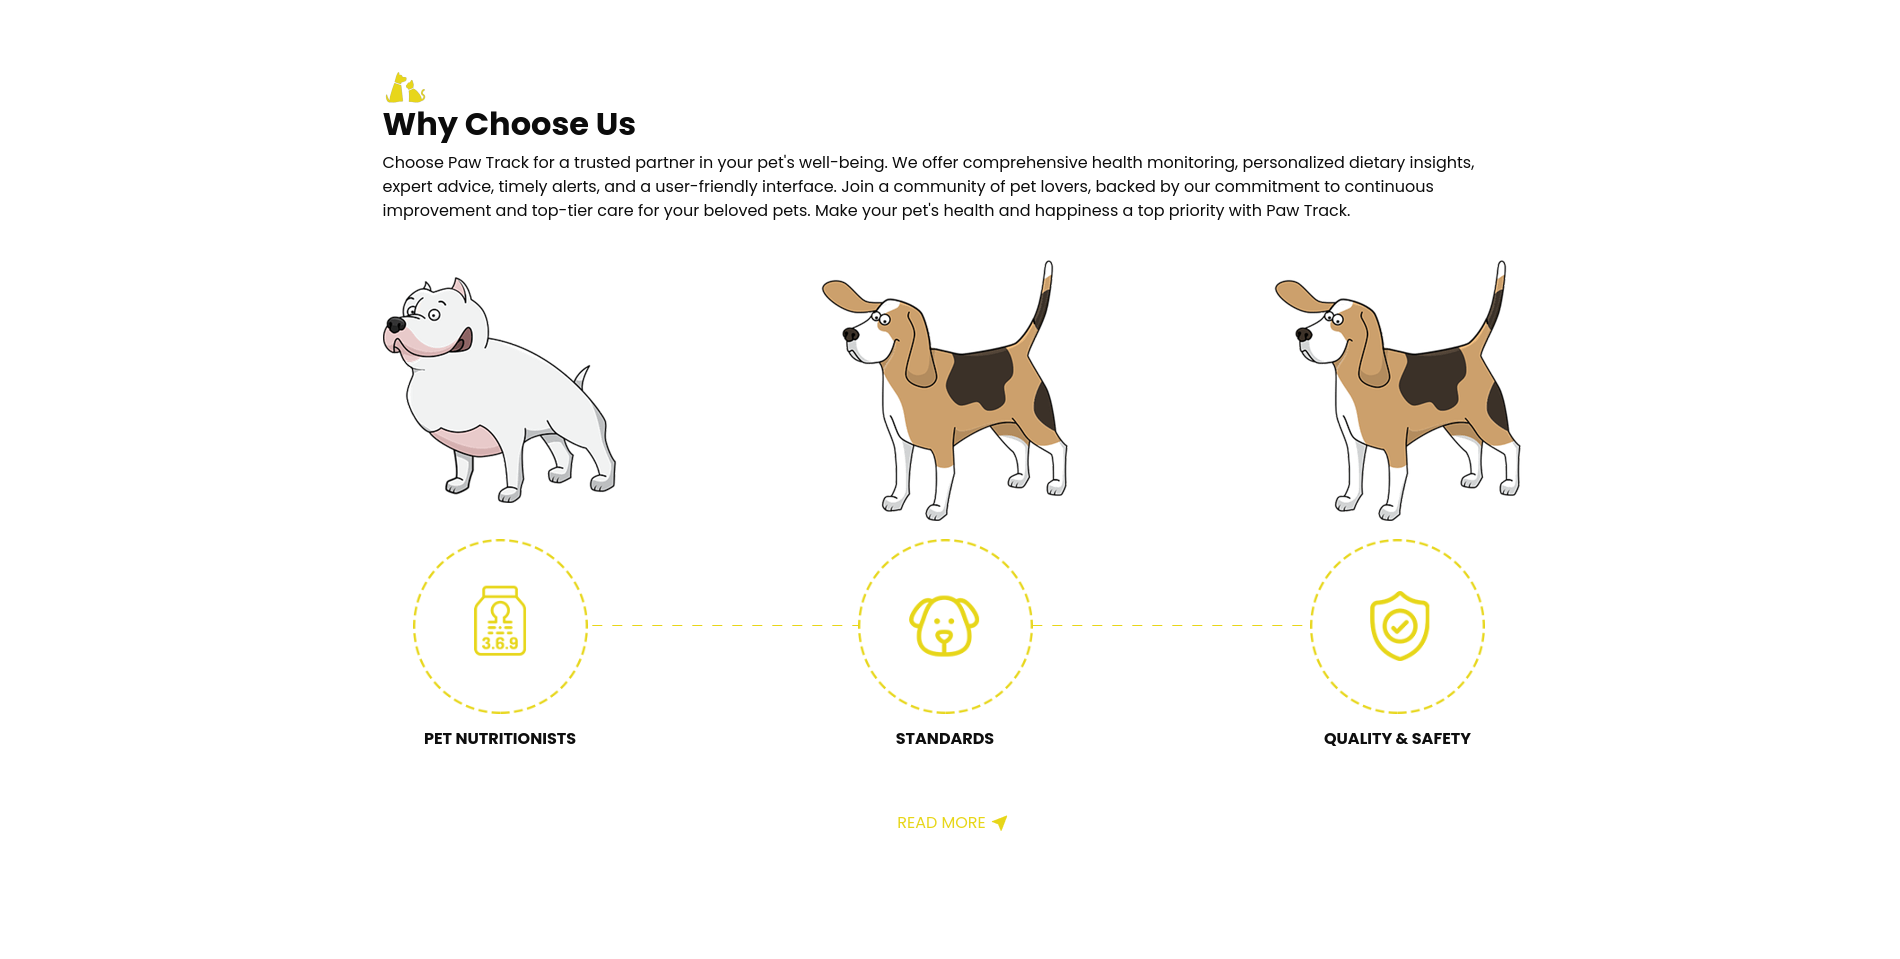 Why Choose Us
Choose Paw Track for a trusted partner in your pet's well-being. We offer comprehensive health monitoring, personalized dietary insights,
expert advice, timely alerts, and a user-friendly interface. Join a community of pet lovers, backed by our commitment to continuous
improvement and top-tier care for your beloved pets. Make your pet's health and happiness a top priority with Paw Track.
3.6.9
PET NUTRITIONISTS
STANDARDS
QUALITY & SAFETY
READ MORE